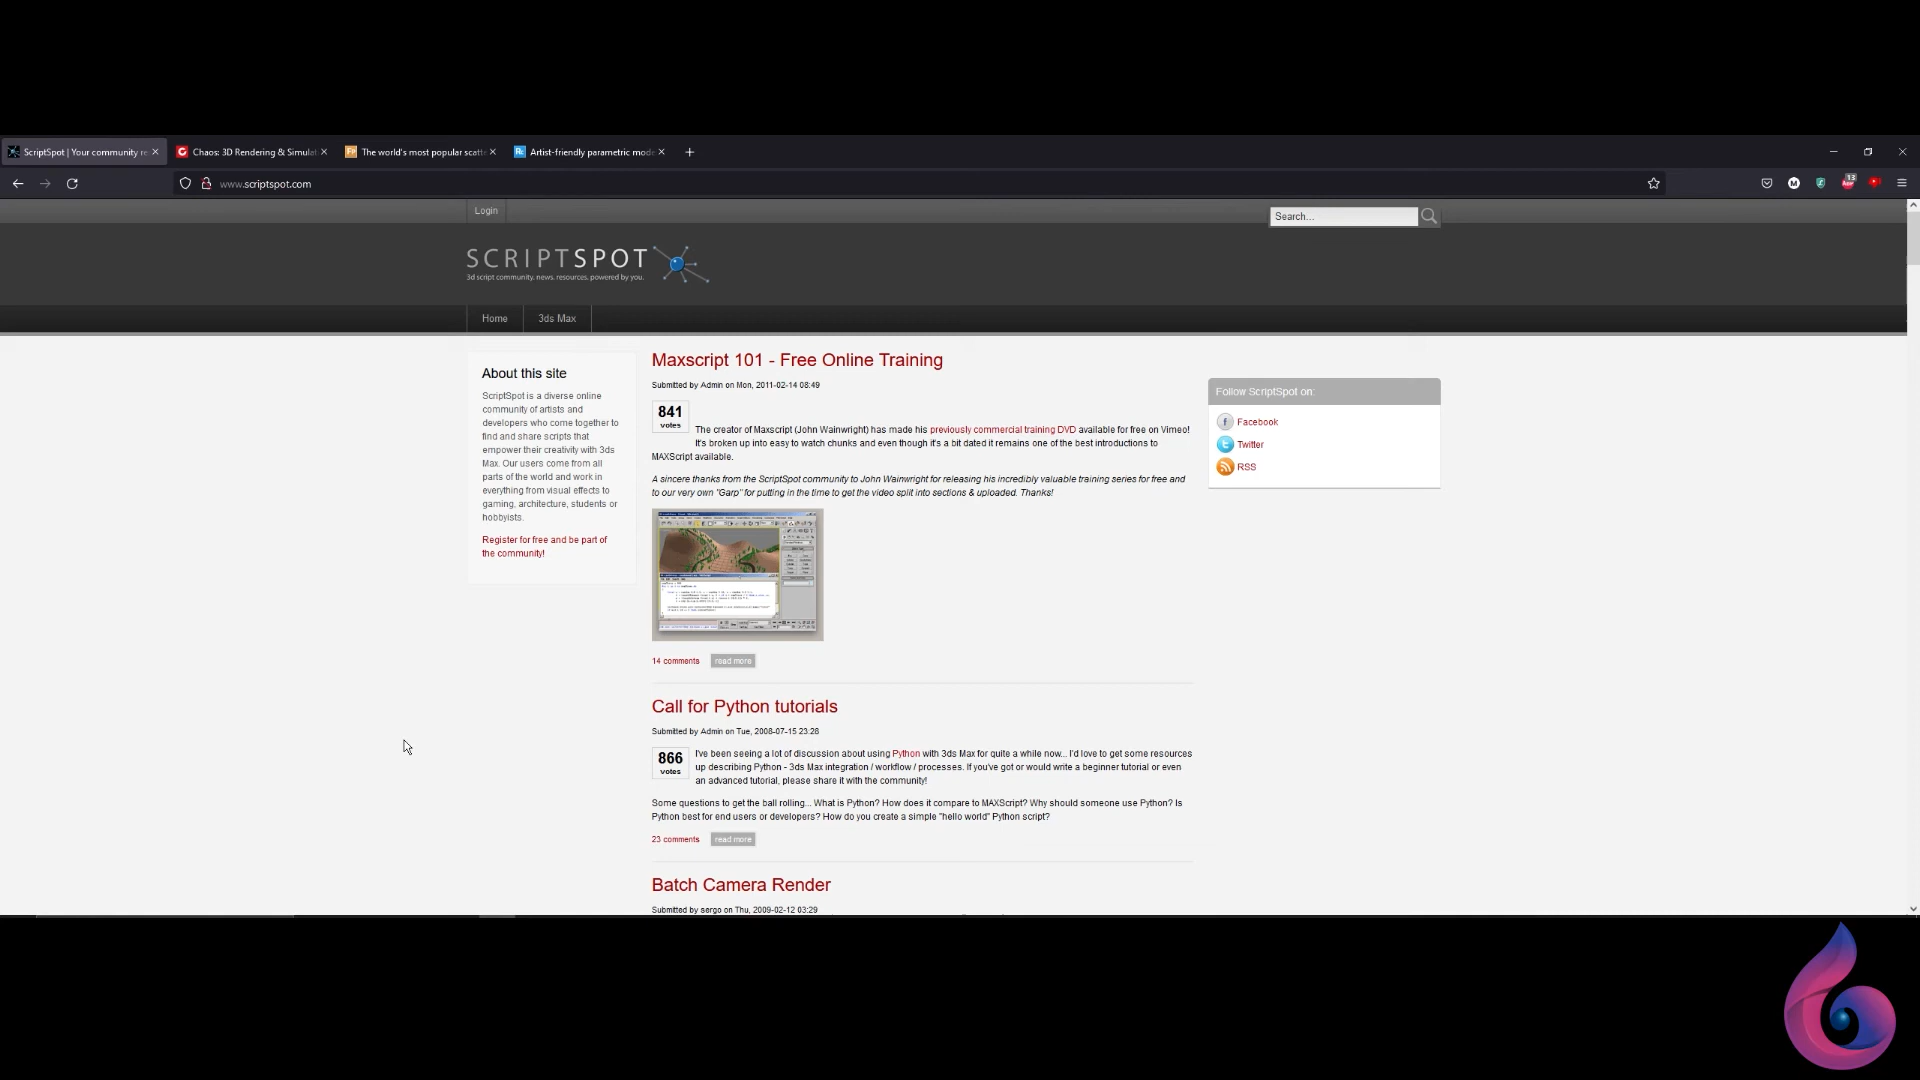 ScriptSpot | Your community re
Chaos: 3D Rendering & Simulat
The world's most popular scatt
Artist-friendly parametric mode
www.scriptspot.com
13
Login
Search...
SCRIPTSPOT
3d script community. news. resources. powered by you.
Home
3ds Max
About this site
ScriptSpot is a diverse online
community of artists and
developers who come together to
find and share scripts that
empower their creativity with 3ds
Max. Our users come from all
parts of the world and work in
everything from visual effects to
gaming, architecture, students or
hobbyists.
Register for free and be part of
the community!
Maxscript 101 - Free Online Training
Submitted by Admin on Mon, 2011-02-14 08:49
841
votes
The creator of Maxscript (John Wainwright) has made his previously commercial training DVD available for free on Vimeo!
It's broken up into easy to watch chunks and even though it's a bit dated it remains one of the best introductions to
MAXScript available.
A sincere thanks from the ScriptSpot community to John Wainwright for releasing his incredibly valuable training series for free and
to our very own "Garp" for putting in the time to get the video split into sections & uploaded. Thanks!
14 comments
read more
Call for Python tutorials
Submitted by Admin on Tue, 2008-07-15 23:28
866
votes
I've been seeing a lot of discussion about using Python with 3ds Max for quite a while now... I'd love to get some resources
up describing Python - 3ds Max integration / workflow / processes. If you've got or would write a beginner tutorial or even
an advanced tutorial, please share it with the community!
Some questions to get the ball rolling... What is Python? How does it compare to MAXScript? Why should someone use Python? Is
Python best for end users or developers? How do you create a simple "hello world" Python script?
23 comments
read more
Batch Camera Render
Submitted by sergo on Thu, 2009-02-12 03:29
Follow ScriptSpot on:
Facebook
Twitter
RSS